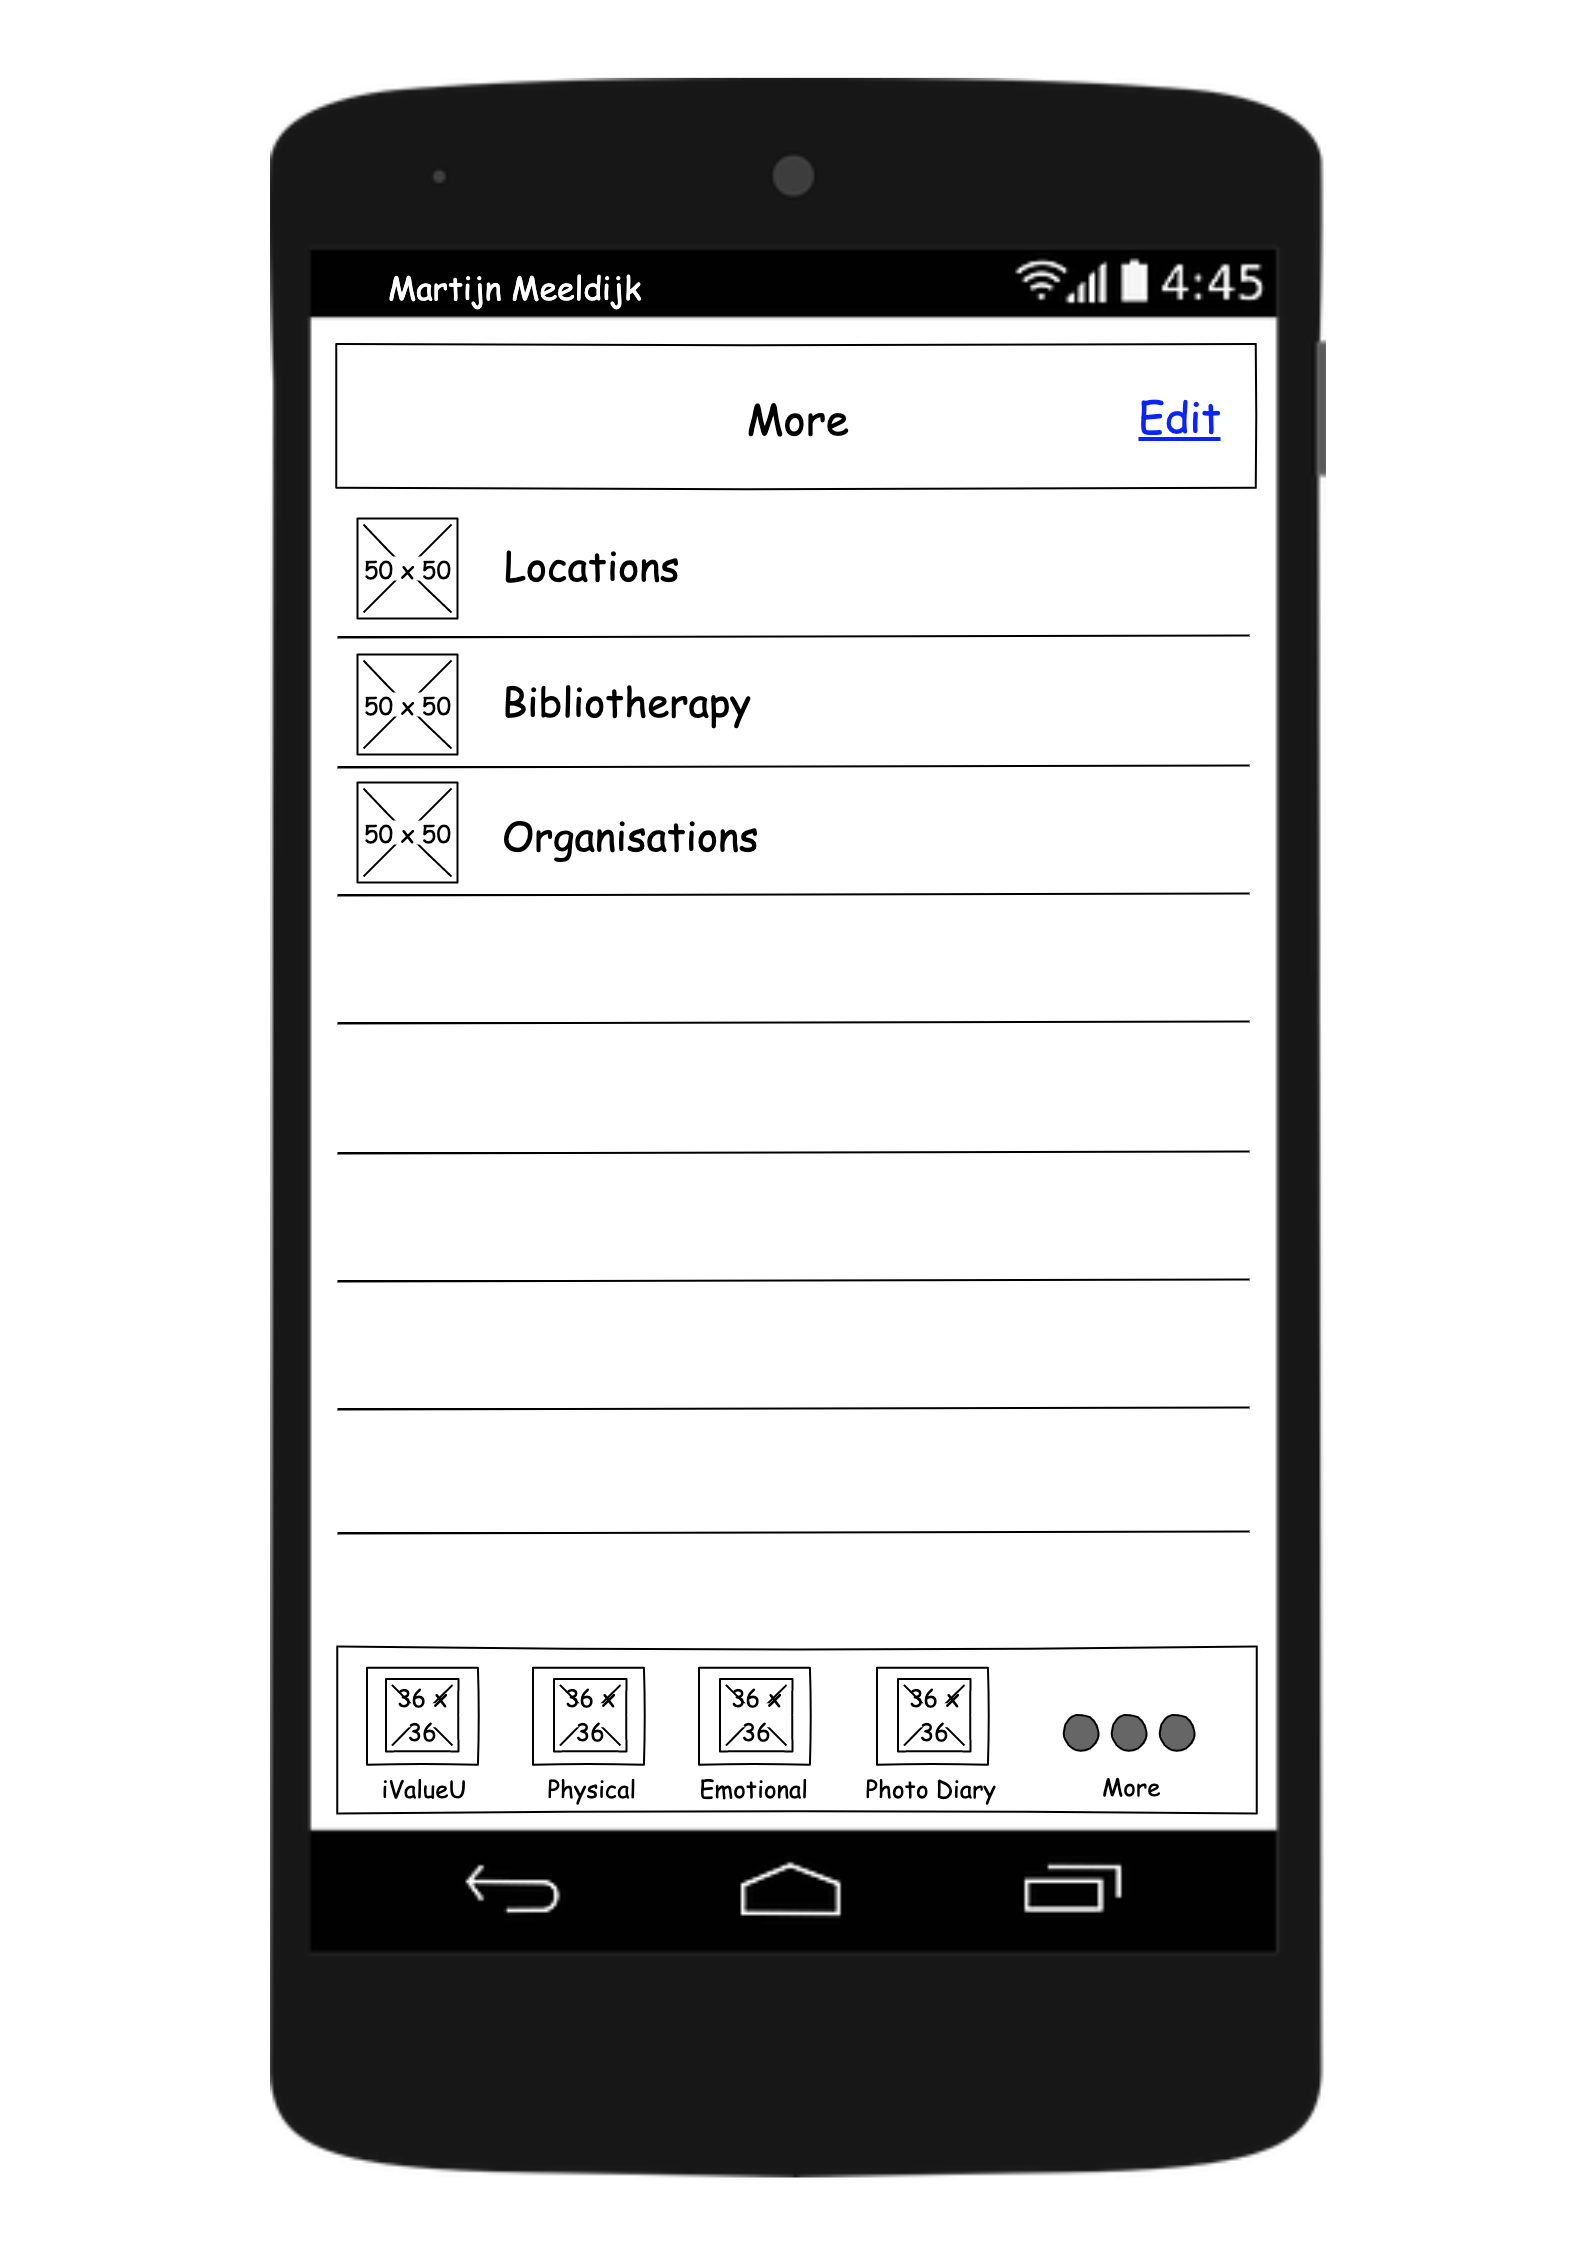 Martijn Meeldijk 4:45
More Edit
50 x 50 Locations
50 x 50 Bibliotherapy
50 x 50 Organisations
36 x 36 x 36 x 36 x
36 36 36 36
iValueU Physical Emotional Photo Diary More